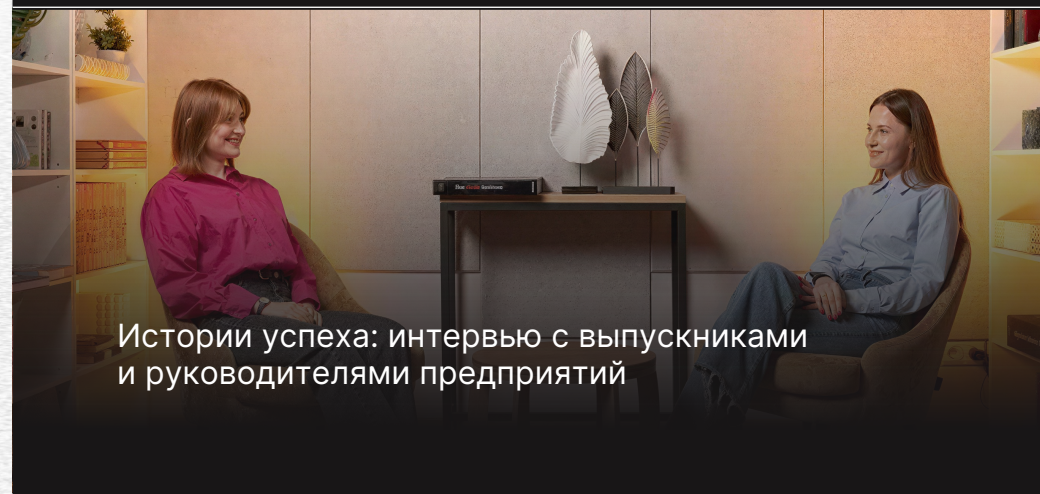 Истории успеха: интервью с выпускниками
и руководителями предприятий